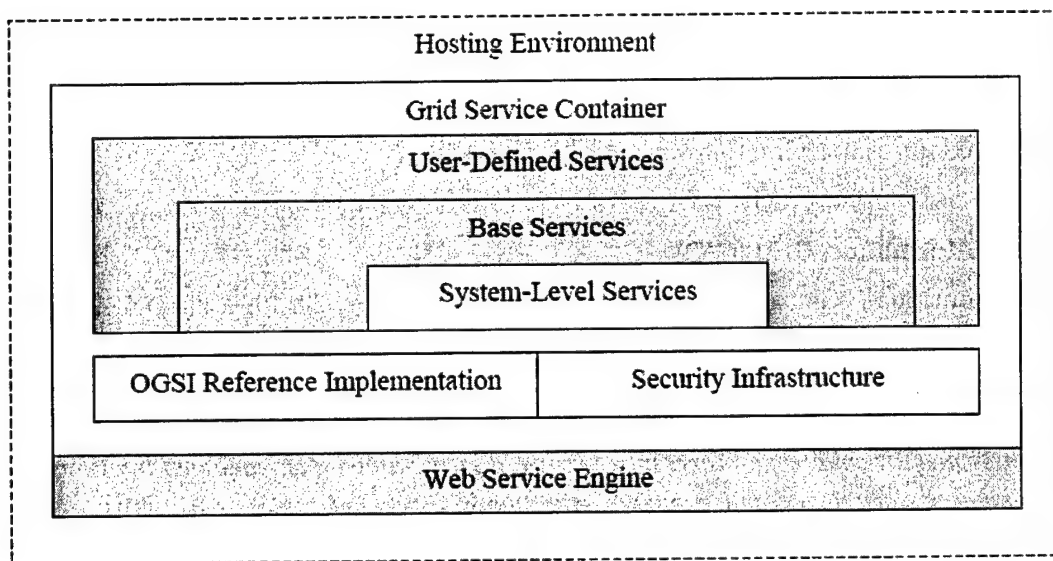 Hosting Environment
Grid Service Container
User-Defined Services
Base Services
System-Level Services
OGSI Reference Implementation
Security Infrastructure
Web Service Engine